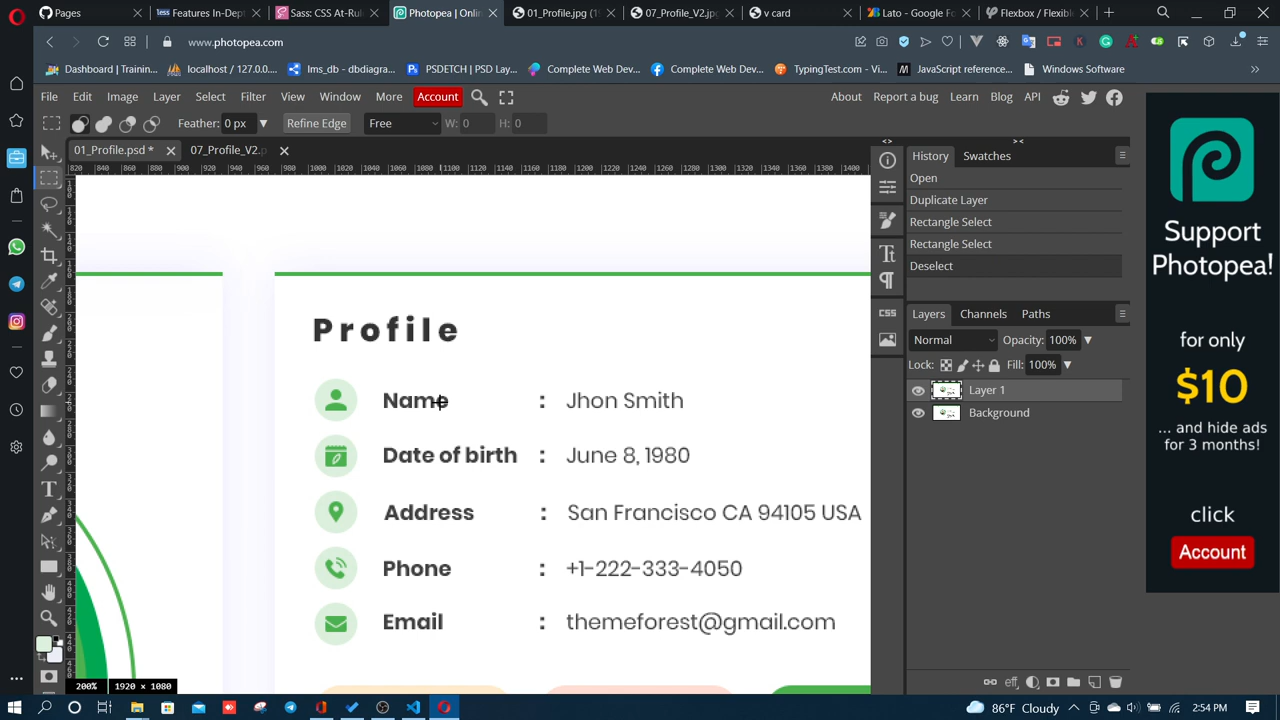 less Features In-Dept
Sass: CSS At-Rul
Photopea | Onlin
01_Profile.jpg (1
07_Profile_V2.jp
v card
Lato - Google Fo
Flexbox / Flexibl
www.photopea.com
Dashboard | Trainin...
localhost / 127.0.0...
lms_db - dbdiagra...
PSDETCH | PSD Lay...
Complete Web Dev...
Complete Web Dev...
TypingTest.com - Vi...
JavaScript reference...
Windows Software
File Edit Image Layer Select Filter View Window More Account
About Report a bug Learn Blog API
Feather: 0 px Refine Edge Free W: 0 H: 0
01_Profile.psd * 07_Profile_V2.p
History Swatches
Open
Duplicate Layer
Rectangle Select
Rectangle Select
Deselect
Layers Channels Paths
Normal Opacity: 100%
Lock: Fill: 100%
Layer 1
Background
CSS
Profile
Name : Jhon Smith
Date of birth : June 8, 1980
Address : San Francisco CA 94105 USA
Phone : +1-222-333-4050
Email : themeforest@gmail.com
Support
Photopea!
for only
$10
... and hide ads
for 3 months!
click
Account
200% 1920 x 1080
86°F Cloudy
2:54 PM